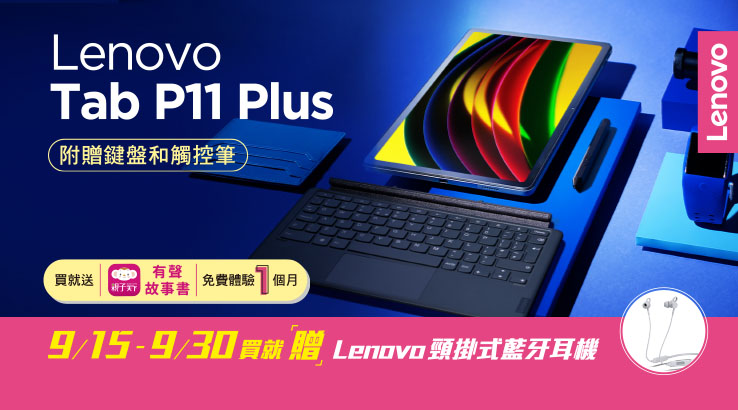 Lenovo
Tab P11 Plus
附贈鍵盤和觸控筆
Lenovo
買就送
親子天下
有聲
故事書
免費體驗1個月
9/15-9/30買就「贈」Lenovo頸掛式藍牙耳機